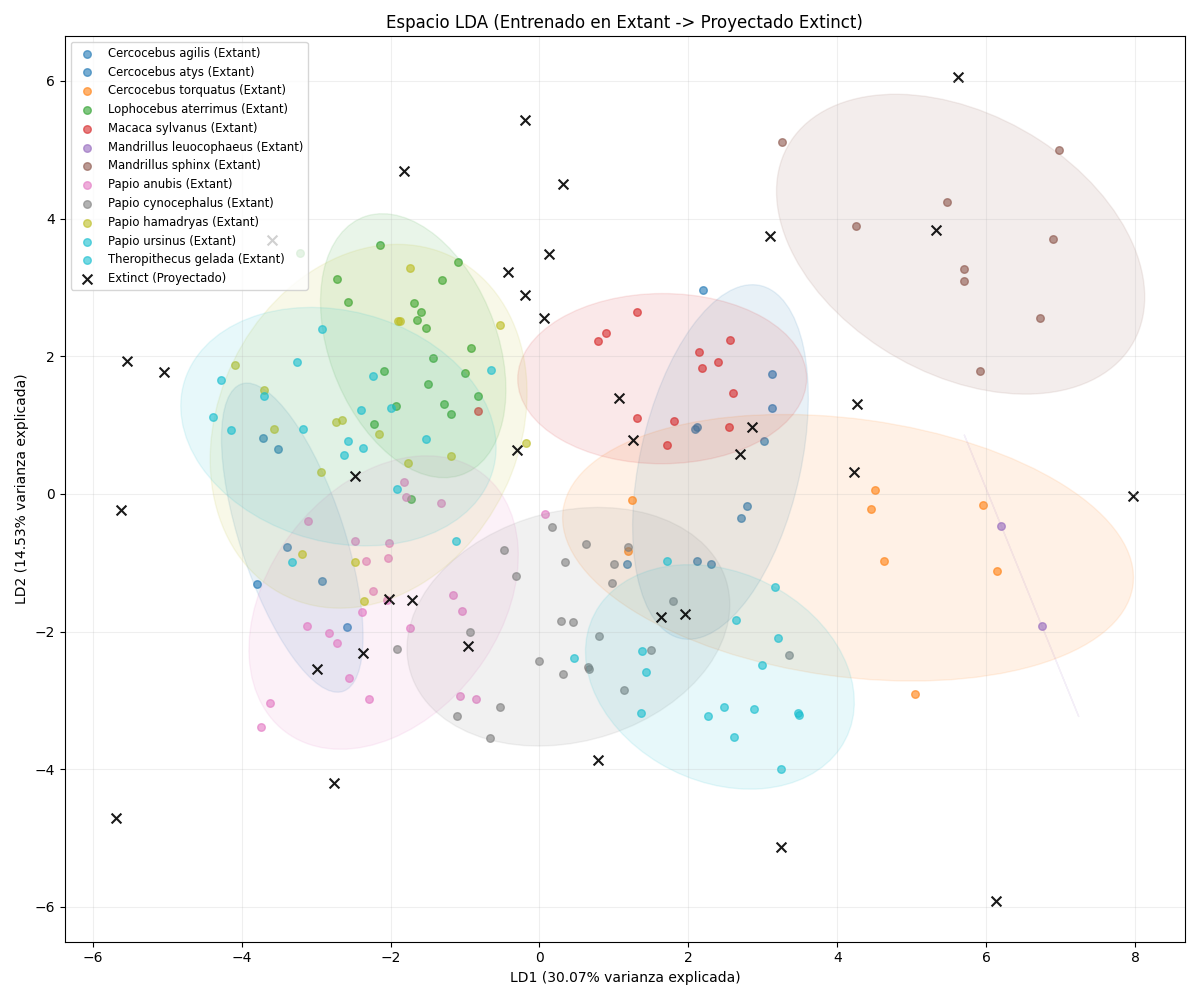 Espacio LDA (Entrenado en Extant -> Proyectado Extinct)
Cercocebus agilis (Extant)
Cercocebus atys (Extant)
Cercocebus torquatus (Extant)
Lophocebus aterrimus (Extant)
Macaca sylvanus (Extant)
Mandrillus leucophaeus (Extant)
Mandrillus sphinx (Extant)
Papio anubis (Extant)
Papio cynocephalus (Extant)
Papio hamadryas (Extant)
Papio ursinus (Extant)
Theropithecus gelada (Extant)
Extinct (Proyectado)
6
4
2
0
−2
−4
−6
LD2 (14.53% varianza explicada)
−6 −4 −2 0 2 4 6 8
LD1 (30.07% varianza explicada)